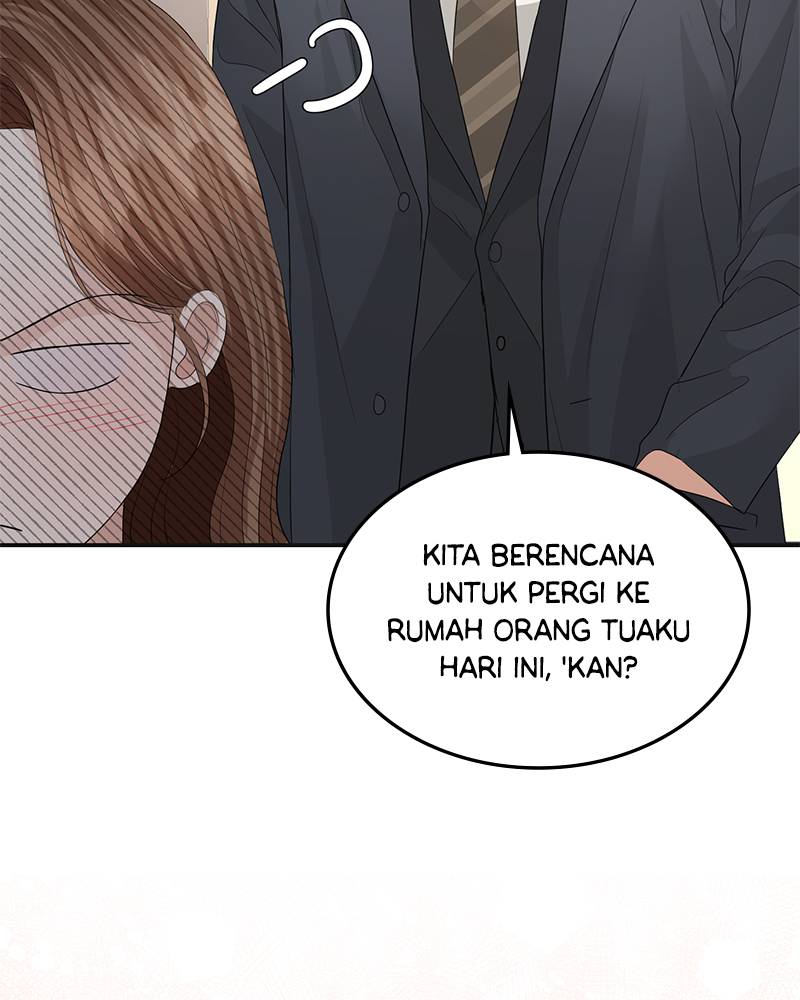 KITA BERENCANA
UNTUK PERGI KE
RUMAH ORANG TUAKU
HARI INI, 'KAN?